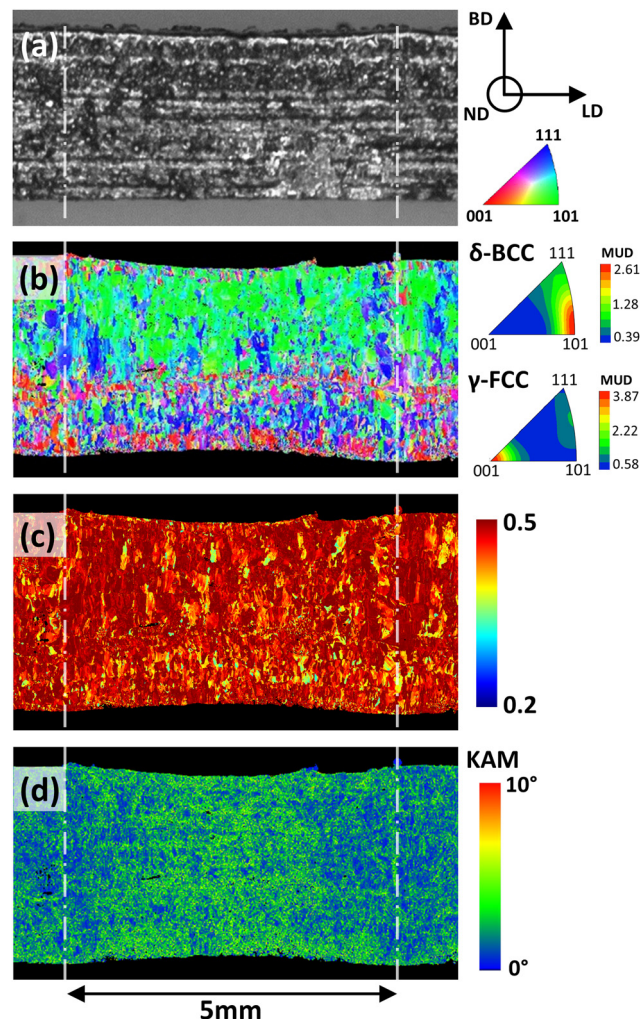 (a)
BD
ND
LD
111
001
101
(b)
δ-BCC
111
MUD
2.61
1.28
0.39
001
101
γ-FCC
111
MUD
3.87
2.22
0.58
001
101
(c)
0.5
0.2
(d)
KAM
10°
0°
5mm